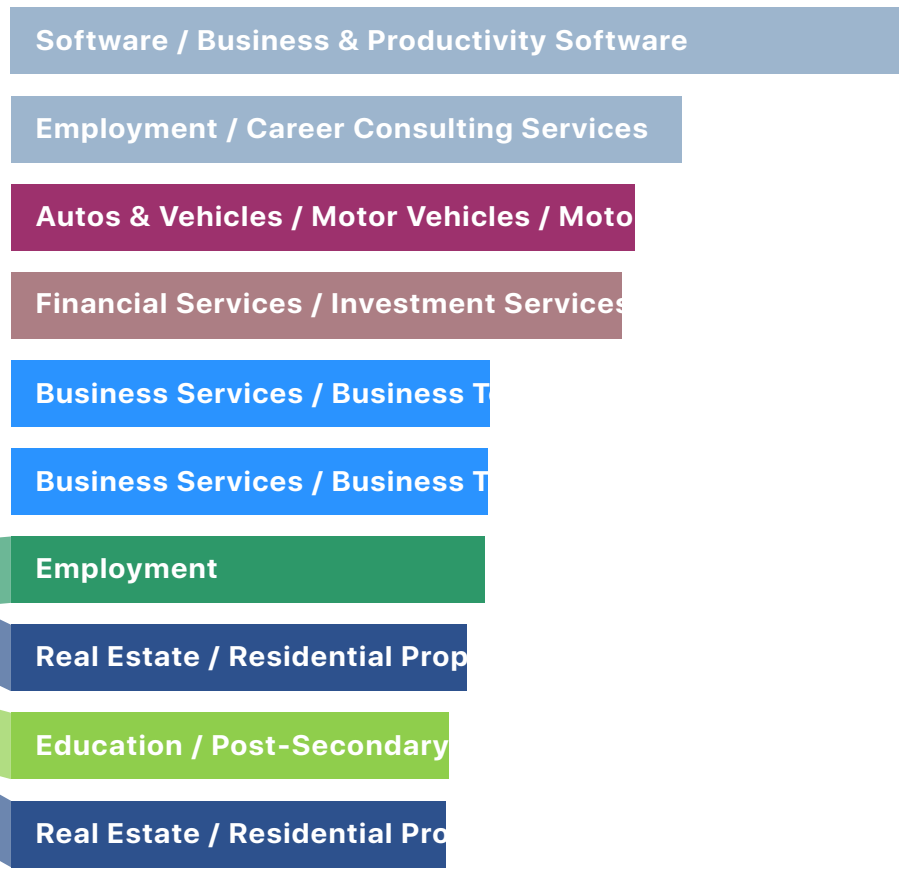 Software / Business & Productivity Software
Employment / Career Consulting Services
Autos & Vehicles / Motor Vehicles / Moto
Financial Services / Investment Services
Business Services / Business T
Business Services / Business T
Employment
Real Estate / Residential Prop
Education / Post-Secondary
Real Estate / Residential Pro